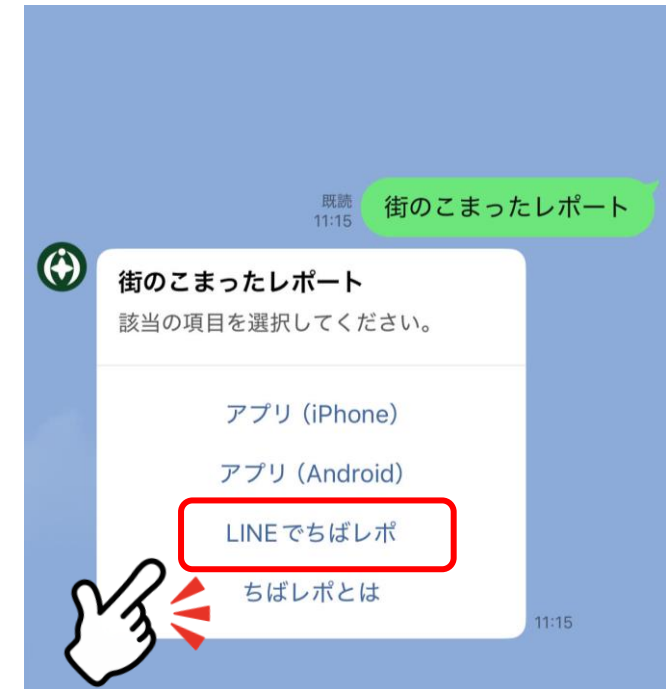 既読
11:15
街のこまったレポート
街のこまったレポート
該当の項目を選択してください。
アプリ（iPhone）
アプリ（Android）
LINEでちばレポ
ちばレポとは
11:15